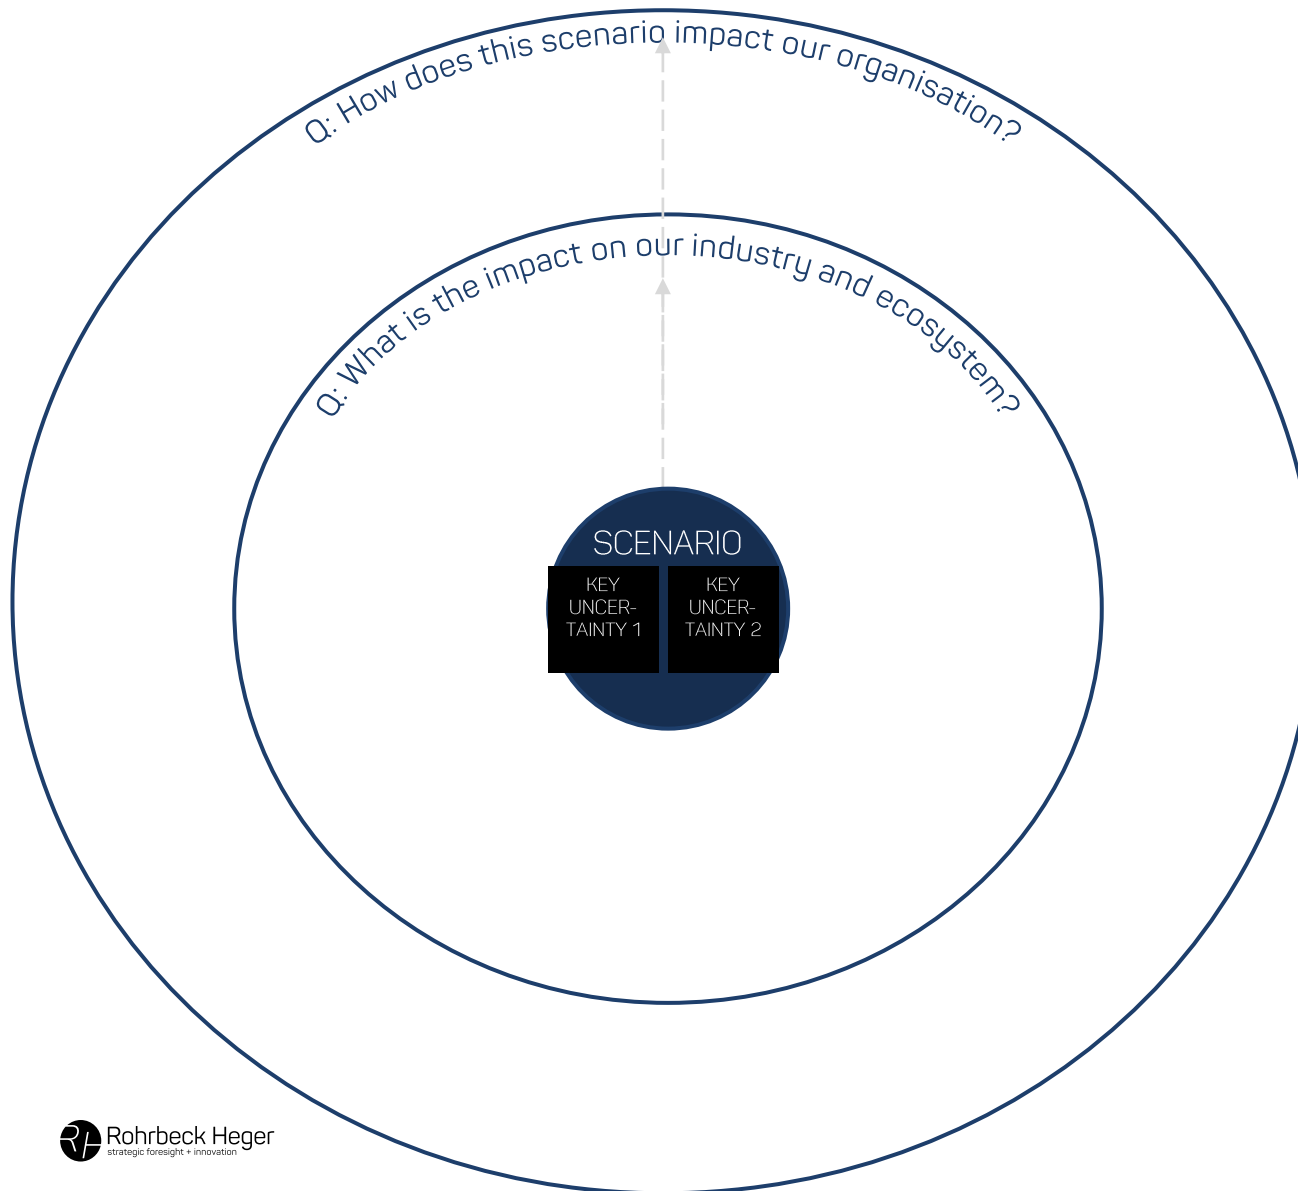 Q: How does this scenario impact our organisation?
Q: What is the impact on our industry and ecosystem?
SCENARIO
KEY
UNCER-
TAINTY 1
KEY
UNCER-
TAINTY 2
RH
Rohrbeck Heger
strategic foresight + innovation